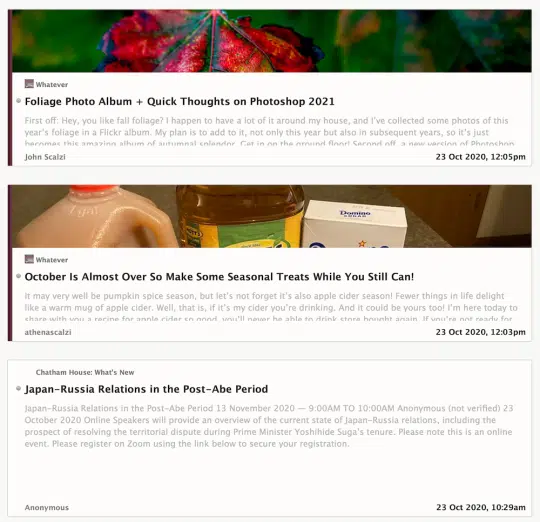 Whatever
Foliage Photo Album + Quick Thoughts on Photoshop 2021
First off: Hey, you like fall foliage? I happen to have a lot of it around my house, and I've collected some photos of this
year's foliage in a Flickr album. My plan is to add to it, not only this year but also in subsequent years, so it's just
becomes this amazing album of autumnal splendor. Get in on the ground floor! Second off, a new version of Photoshop
John Scalzi
23 Oct 2020, 12:05pm
Domino
SUGAR
Whatever
October Is Almost Over So Make Some Seasonal Treats While You Still Can!
It may very well be pumpkin spice season, but let's not forget it's also apple cider season! Fewer things in life delight
like a warm mug of apple cider. Well, that is, if it's my cider you're drinking. And it could be yours too! I'm here today to
share with you a recipe for apple cider so good, you'll never be able to drink store bought again. If you're not ready for
athenascalzi
23 Oct 2020, 12:03pm
Chatham House: What's New
Japan-Russia Relations in the Post-Abe Period
Japan-Russia Relations in the Post-Abe Period 13 November 2020 — 9:00AM TO 10:00AM Anonymous (not verified) 23
October 2020 Online Speakers will provide an overview of the current state of Japan-Russia relations, including the
prospect of resolving the territorial dispute during Prime Minister Yoshihide Suga's tenure. Please note this is an online
event. Please register on Zoom using the link below to secure your registration.
Anonymous
23 Oct 2020, 10:29am